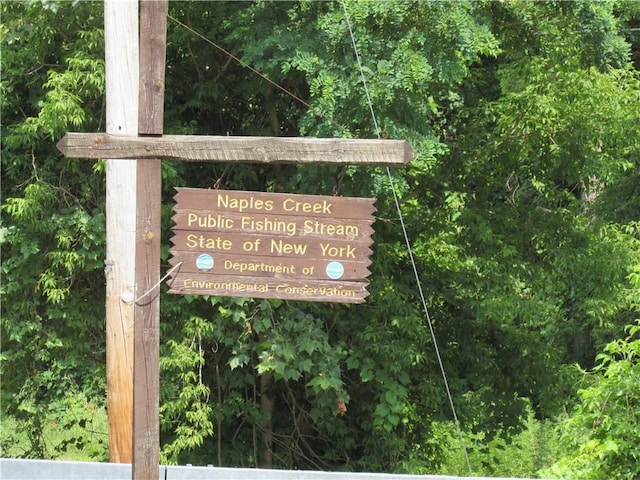 Naples Creek
Public Fishing Stream
State of New York
Department of
Environmental Conservation